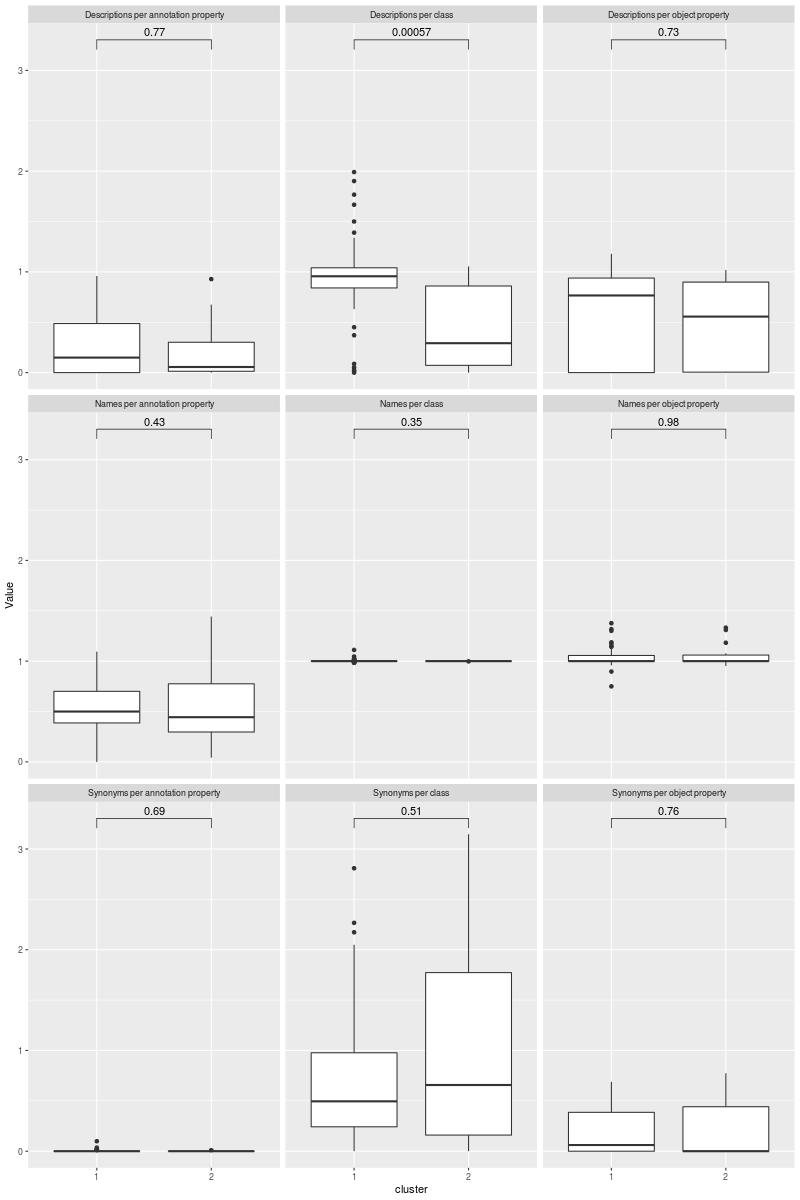 Descriptions per annotation property
Descriptions per class
Descriptions per object property
0.77
0.00057
0.73
3
2
1
0
Names per annotation property
Names per class
Names per object property
0.43
0.35
0.98
3
2
1
0
Value
Synonyms per annotation property
Synonyms per class
Synonyms per object property
0.69
0.51
0.76
3
2
1
0
1 2 1 2 1 2
cluster